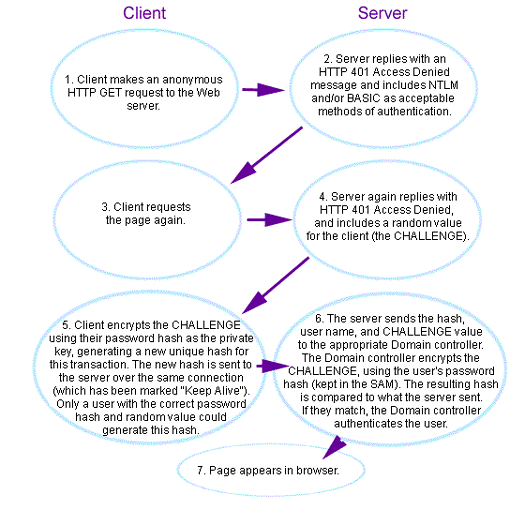 Client
Server
1. Client makes an anonymous
HTTP GET request to the Web
server.
2. Server replies with an
HTTP 401 Access Denied
message and includes NTLM
and/or BASIC as acceptable
methods of authentication.
3. Client requests
the page again.
4. Server again replies with
HTTP 401 Access Denied,
and includes a random value
for the client (the CHALLENGE).
5. Client encrypts the CHALLENGE
using their password hash as the private
key, generating a new unique hash for
this transaction. The new hash is sent to
the server over the same connection
(which has been marked "Keep Alive").
Only a user with the correct password
hash and random value could
generate this hash.
6. The server sends the hash,
user name, and CHALLENGE value
to the appropriate Domain controller.
The Domain controller encrypts the
CHALLENGE, using the user's password
hash (kept in the SAM). The resulting hash
is compared to what the server sent.
If they match, the Domain controller
authenticates the user.
7. Page appears in browser.